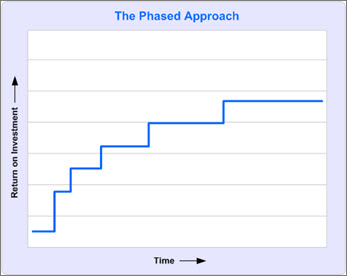 The Phased Approach
Return on Investment
Time